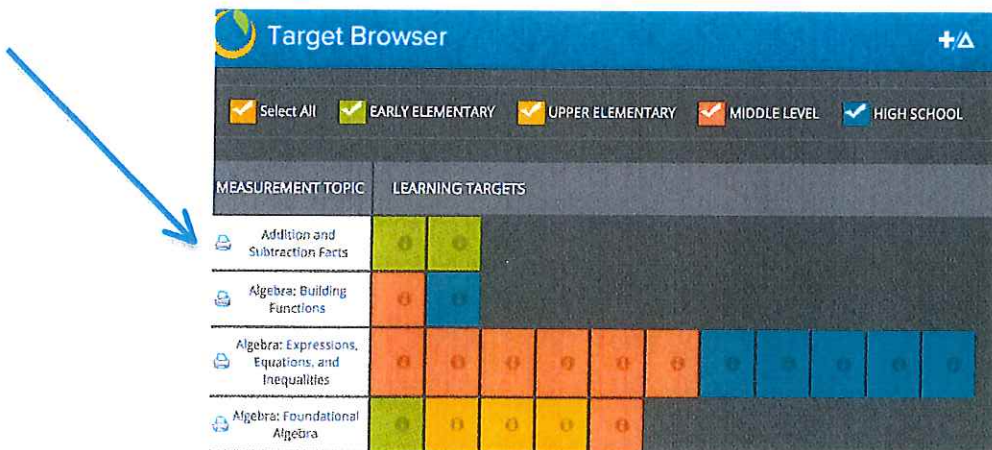 Target Browser
+/Δ
Select All EARLY ELEMENTARY UPPER ELEMENTARY MIDDLE LEVEL HIGH SCHOOL
MEASUREMENT TOPIC LEARNING TARGETS
Addition and
Subtraction Facts
Algebra: Building
Functions
Algebra: Expressions,
Equations, and
Inequalities
Algebra: Foundational
Algebra